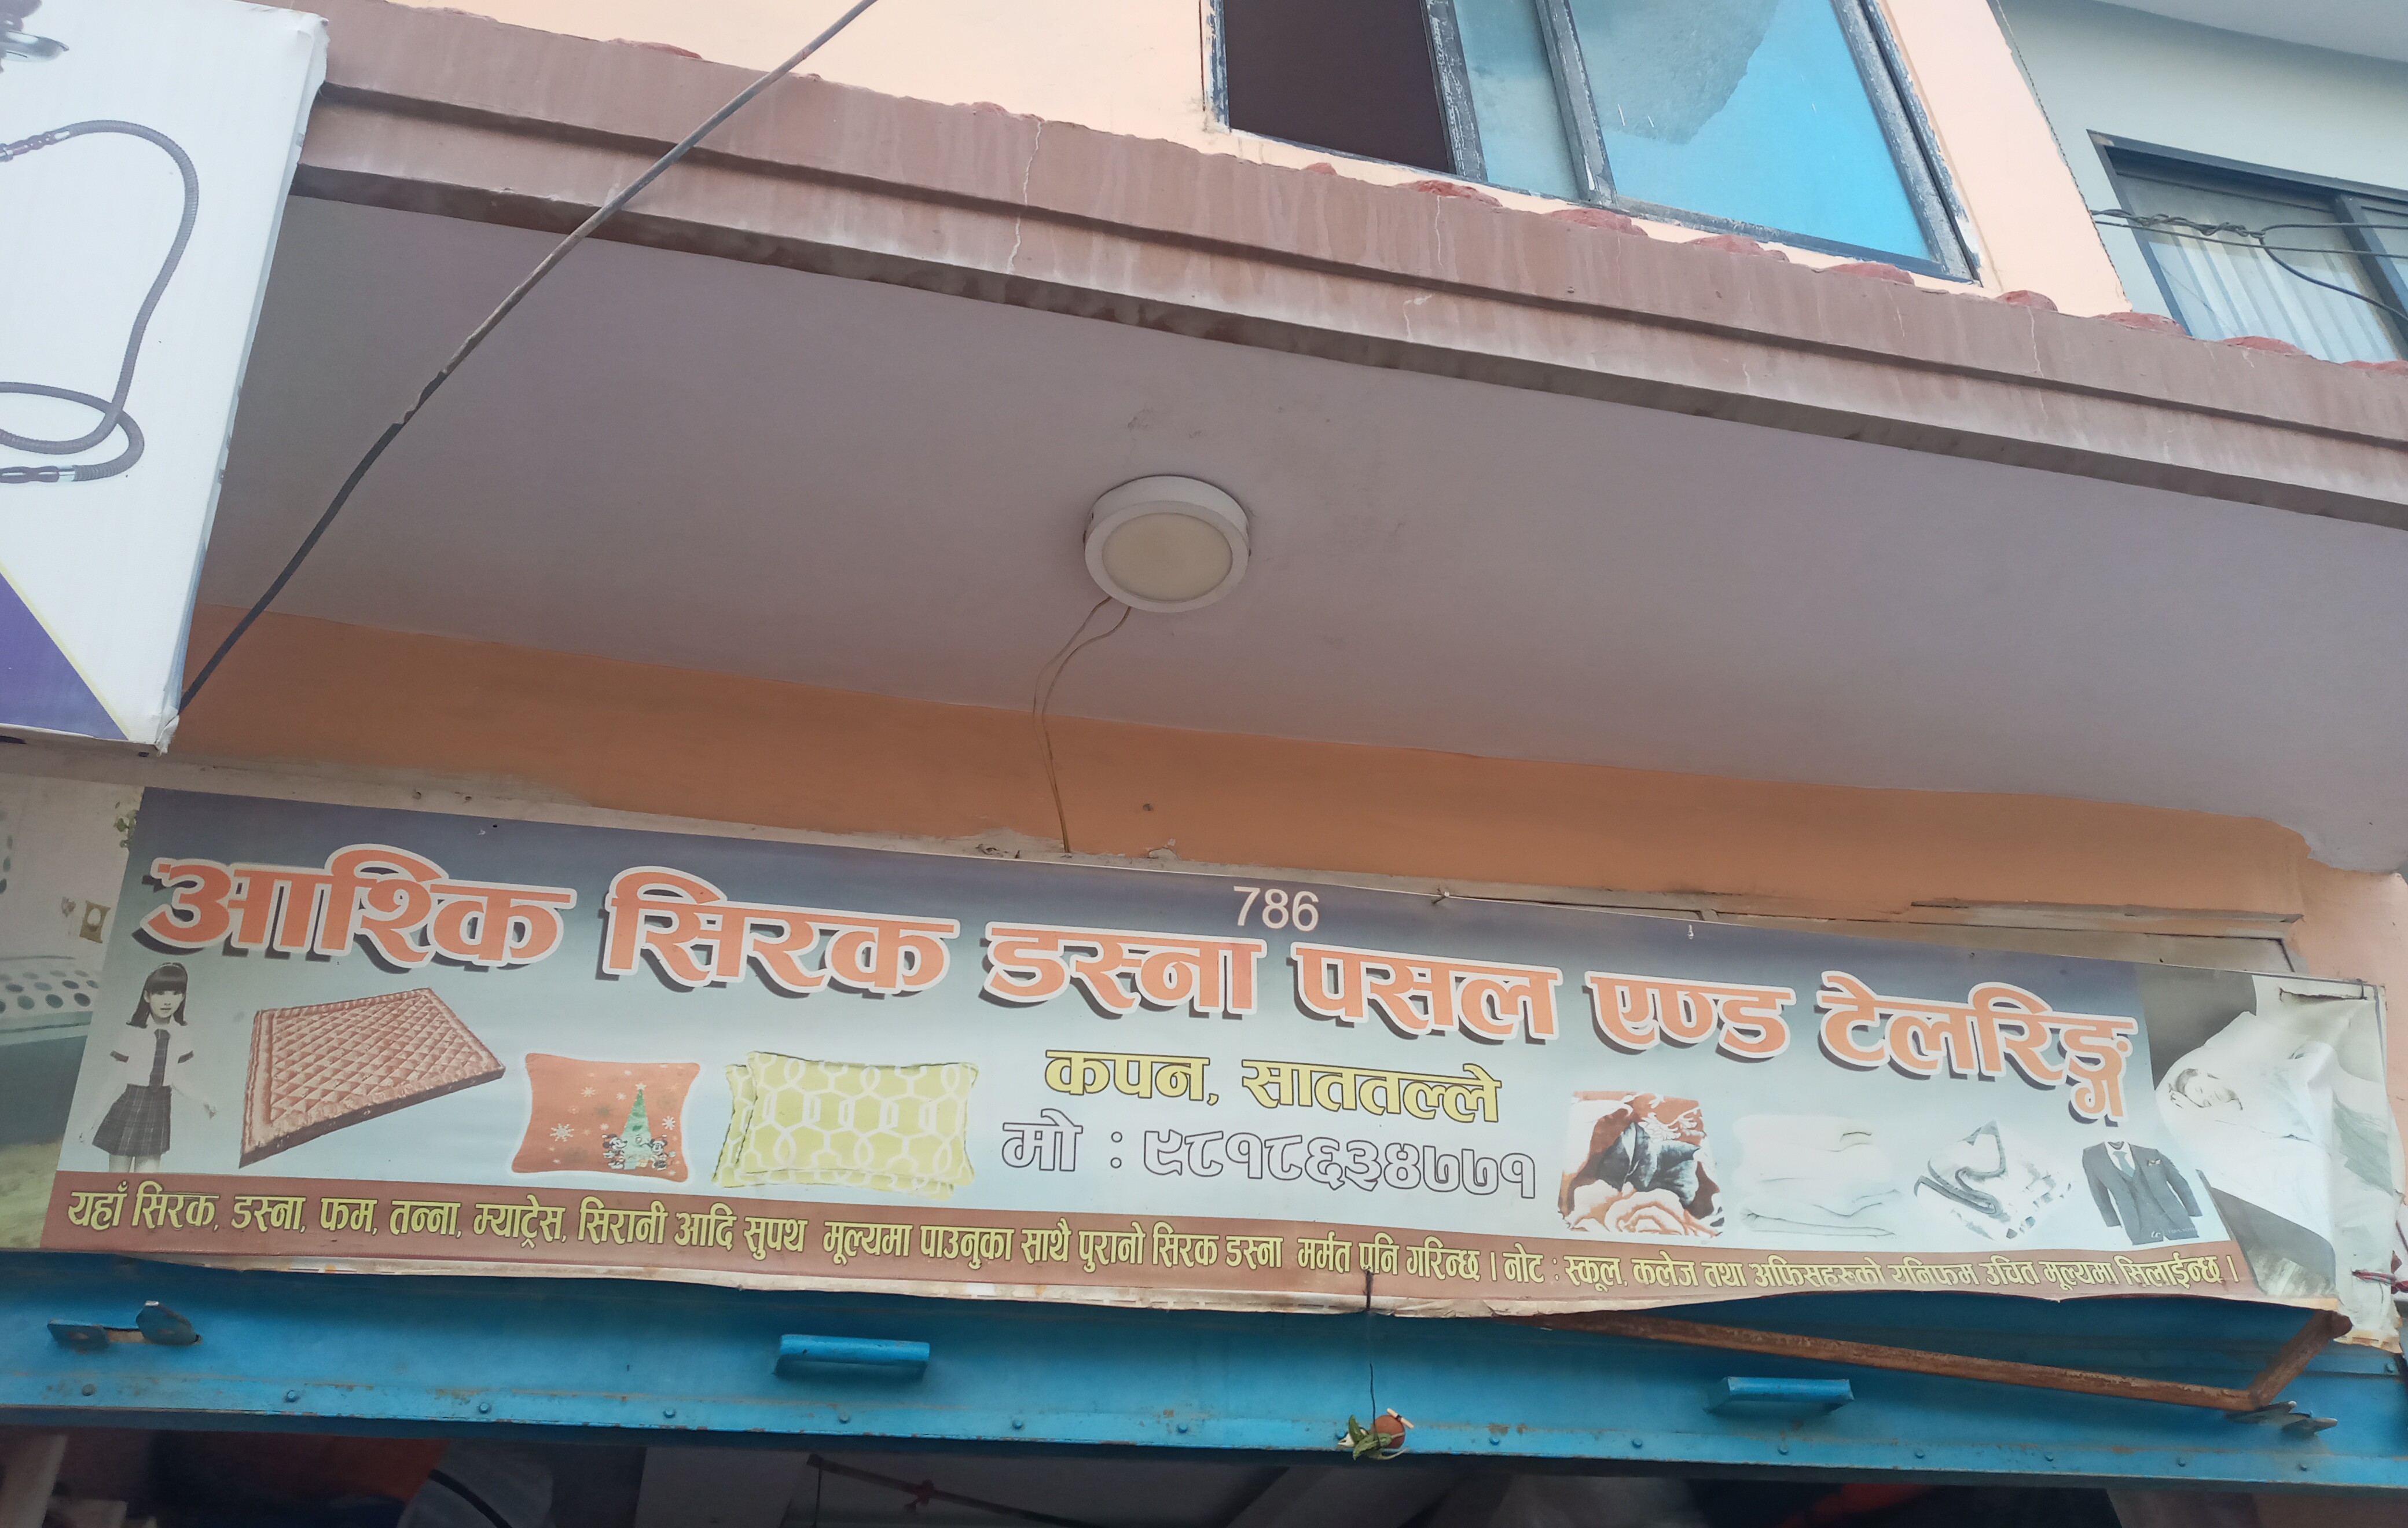 786
आश्कि सिरक डस्ना पसल एण्ड टेलरिङ्ग
कपन, साततल्ले
मो : ९८१८६३४७७१
यहाँ सिरक, डस्ना, फम, तन्ना, म्याट्रेस, सिरानी आदि सुपथ मूल्यमा पाउनुका साथै पुरानो सिरक डस्ना मर्मत पनि गरिन्छ । नोट : स्कूल, कलेज तथा अफिसहरुको युनिफम उचित मूल्यमा सिलाईन्छ ।